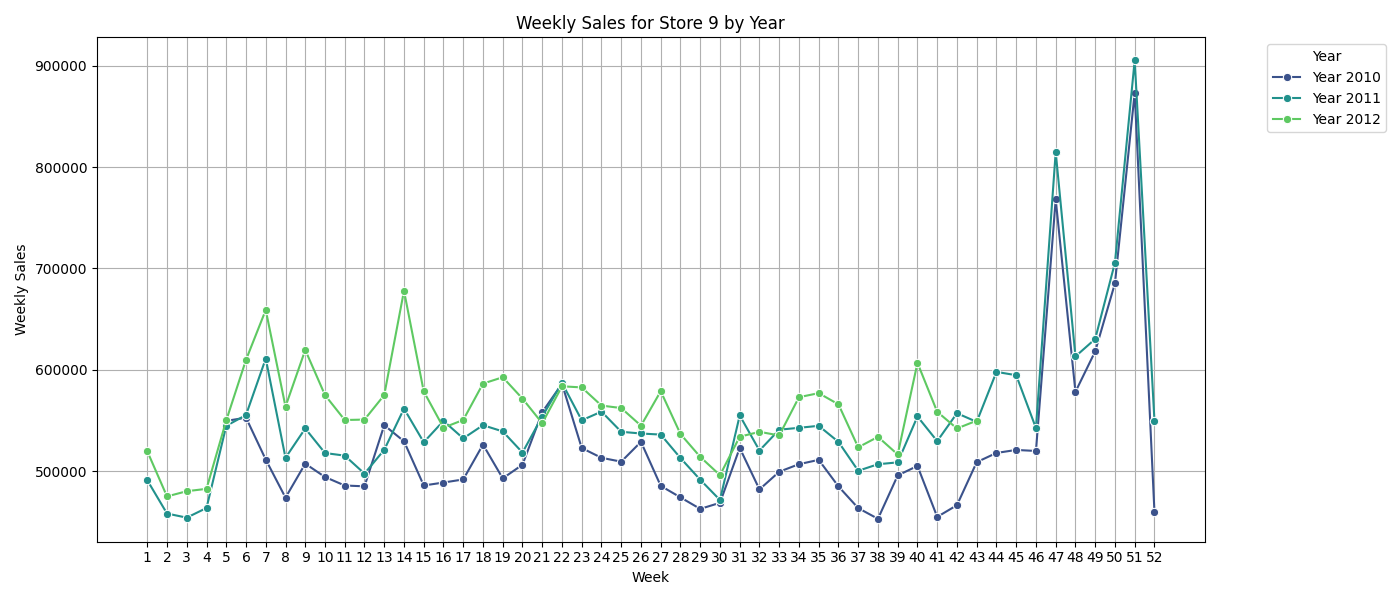 Weekly Sales for Store 9 by Year
900000
800000
700000
600000
500000
Weekly Sales
1 2 3 4 5 6 7 8 9 10 11 12 13 14 15 16 17 18 19 20 21 22 23 24 25 26 27 28 29 30 31 32 33 34 35 36 37 38 39 40 41 42 43 44 45 46 47 48 49 50 51 52
Week
Year
Year 2010
Year 2011
Year 2012